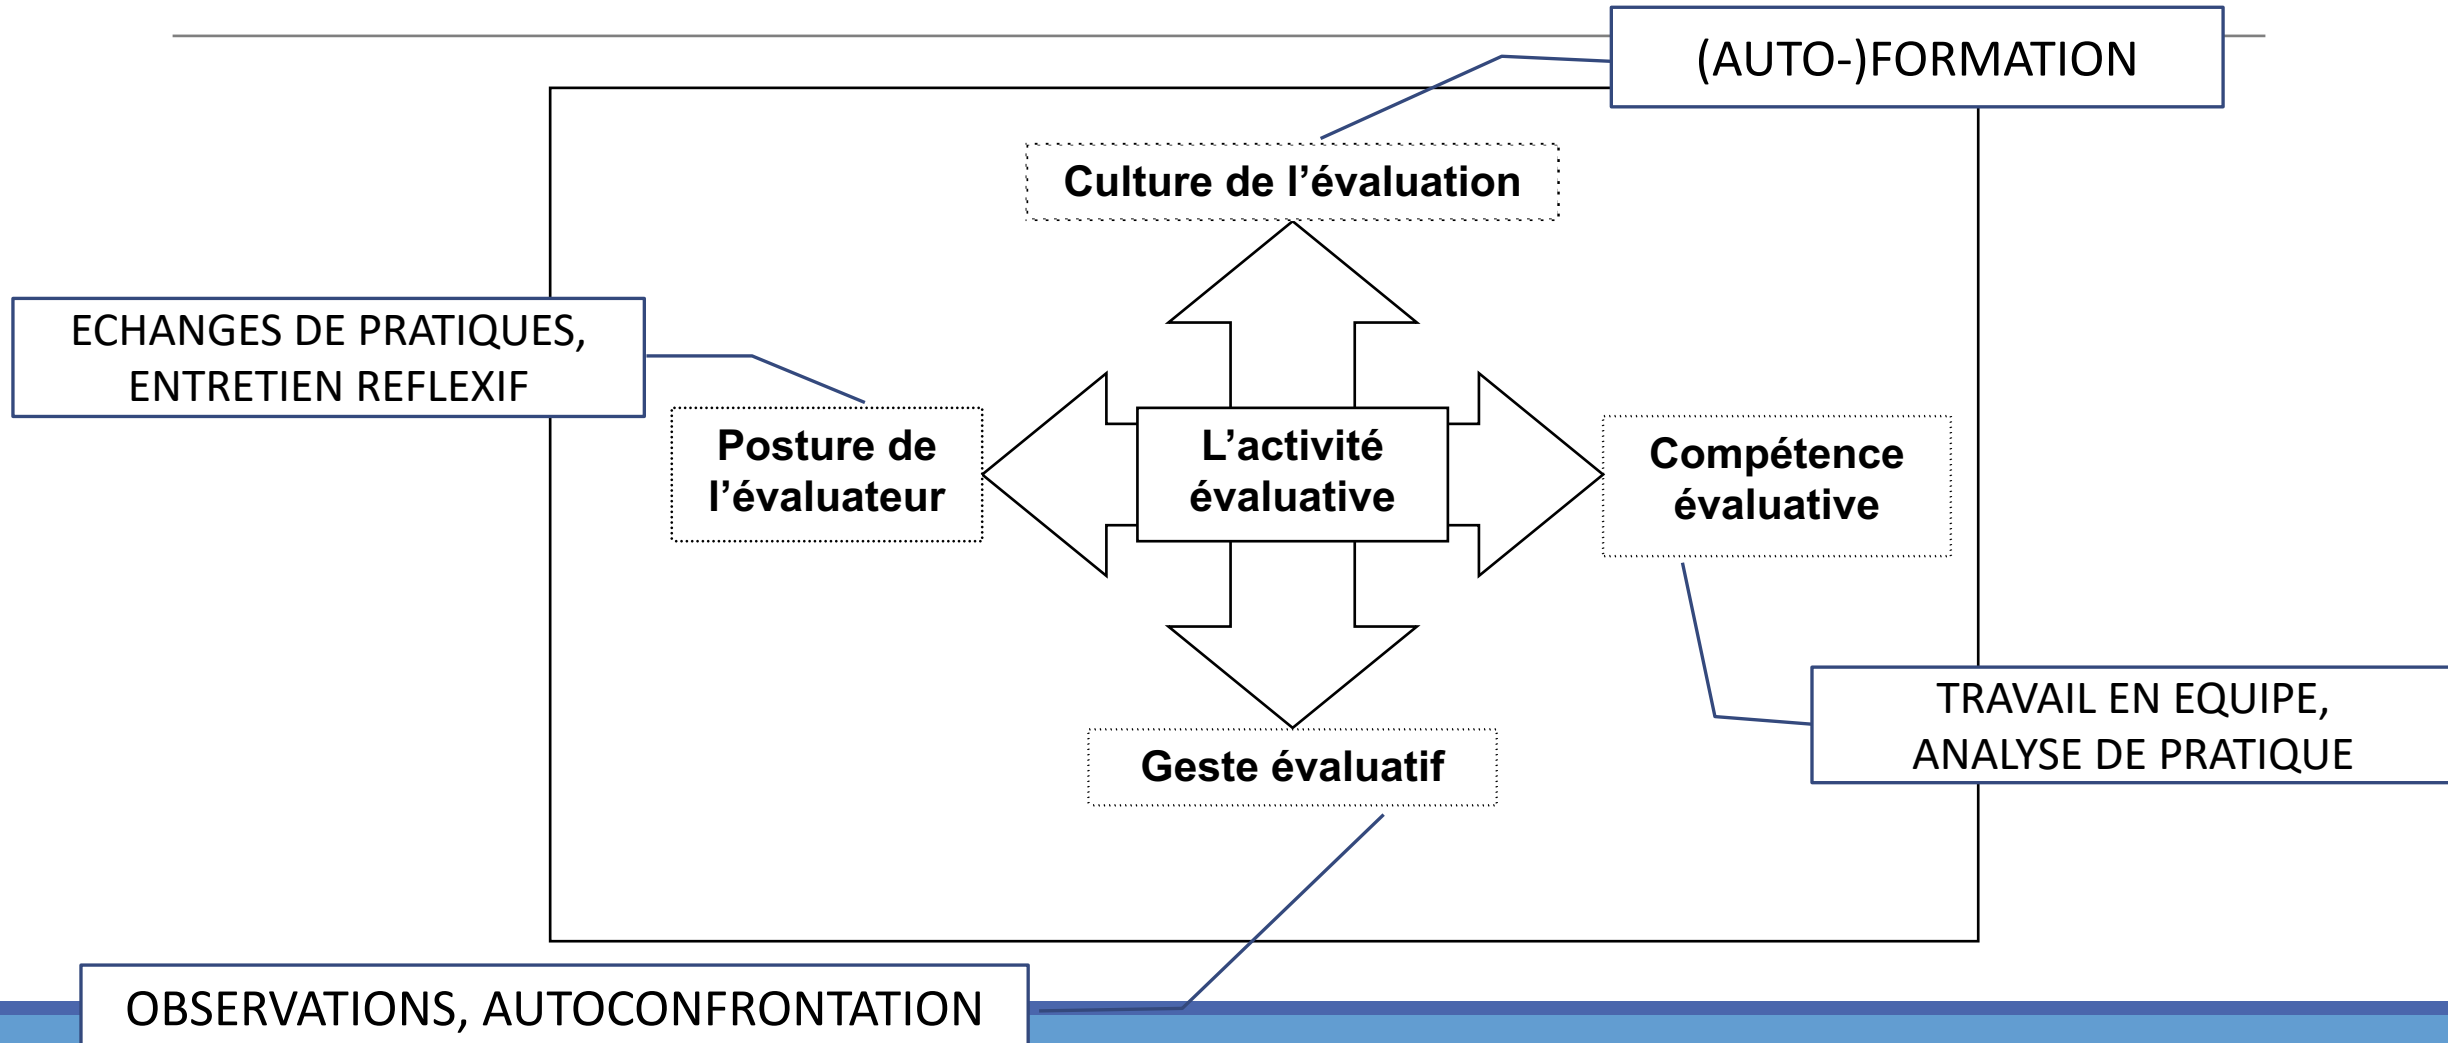 (AUTO-)FORMATION
Culture de l’évaluation
ECHANGES DE PRATIQUES,
ENTRETIEN REFLEXIF
Posture de
l’évaluateur
L’activité
évaluative
Compétence
évaluative
TRAVAIL EN EQUIPE,
ANALYSE DE PRATIQUE
Geste évaluatif
OBSERVATIONS, AUTOCONFRONTATION